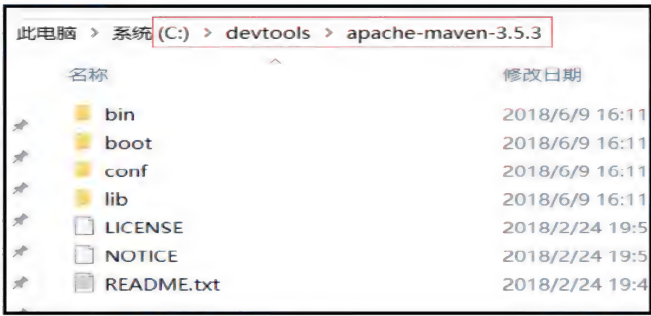 此电脑 > 系统 (C:) > devtools > apache-maven-3.5.3
名称 修改日期
bin 2018/6/9 16:11
boot 2018/6/9 16:11
conf 2018/6/9 16:11
lib 2018/6/9 16:11
LICENSE 2018/2/24 19:5
NOTICE 2018/2/24 19:5
README.txt 2018/2/24 19:4